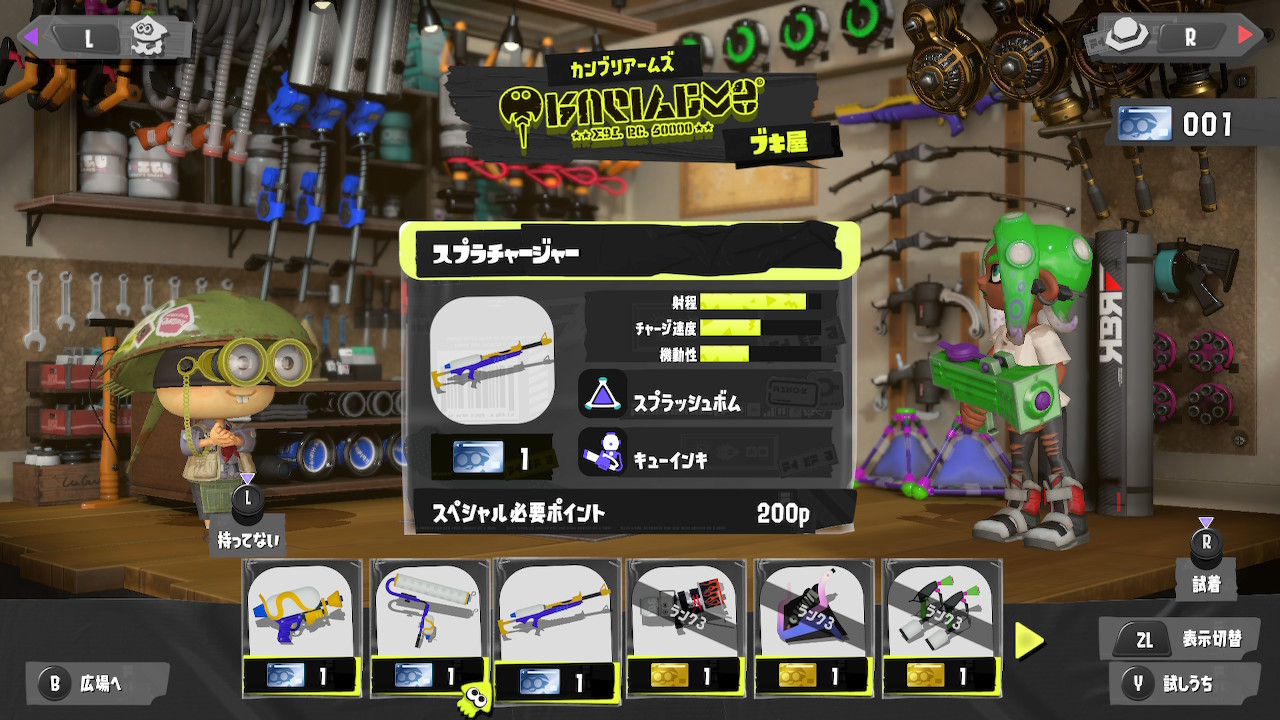 L
R
カンブリアームズ
ブキ屋
001
スプラチャージャー
射程
チャージ速度
機動性
スプラッシュボム
1
キューインキ
スペシャル必要ポイント
200p
L
持ってない
R
試着
ランク3
ランク3
ランク3
1
1
1
1
1
1
ZL 表示切替
B 広場へ
Y 試しうち